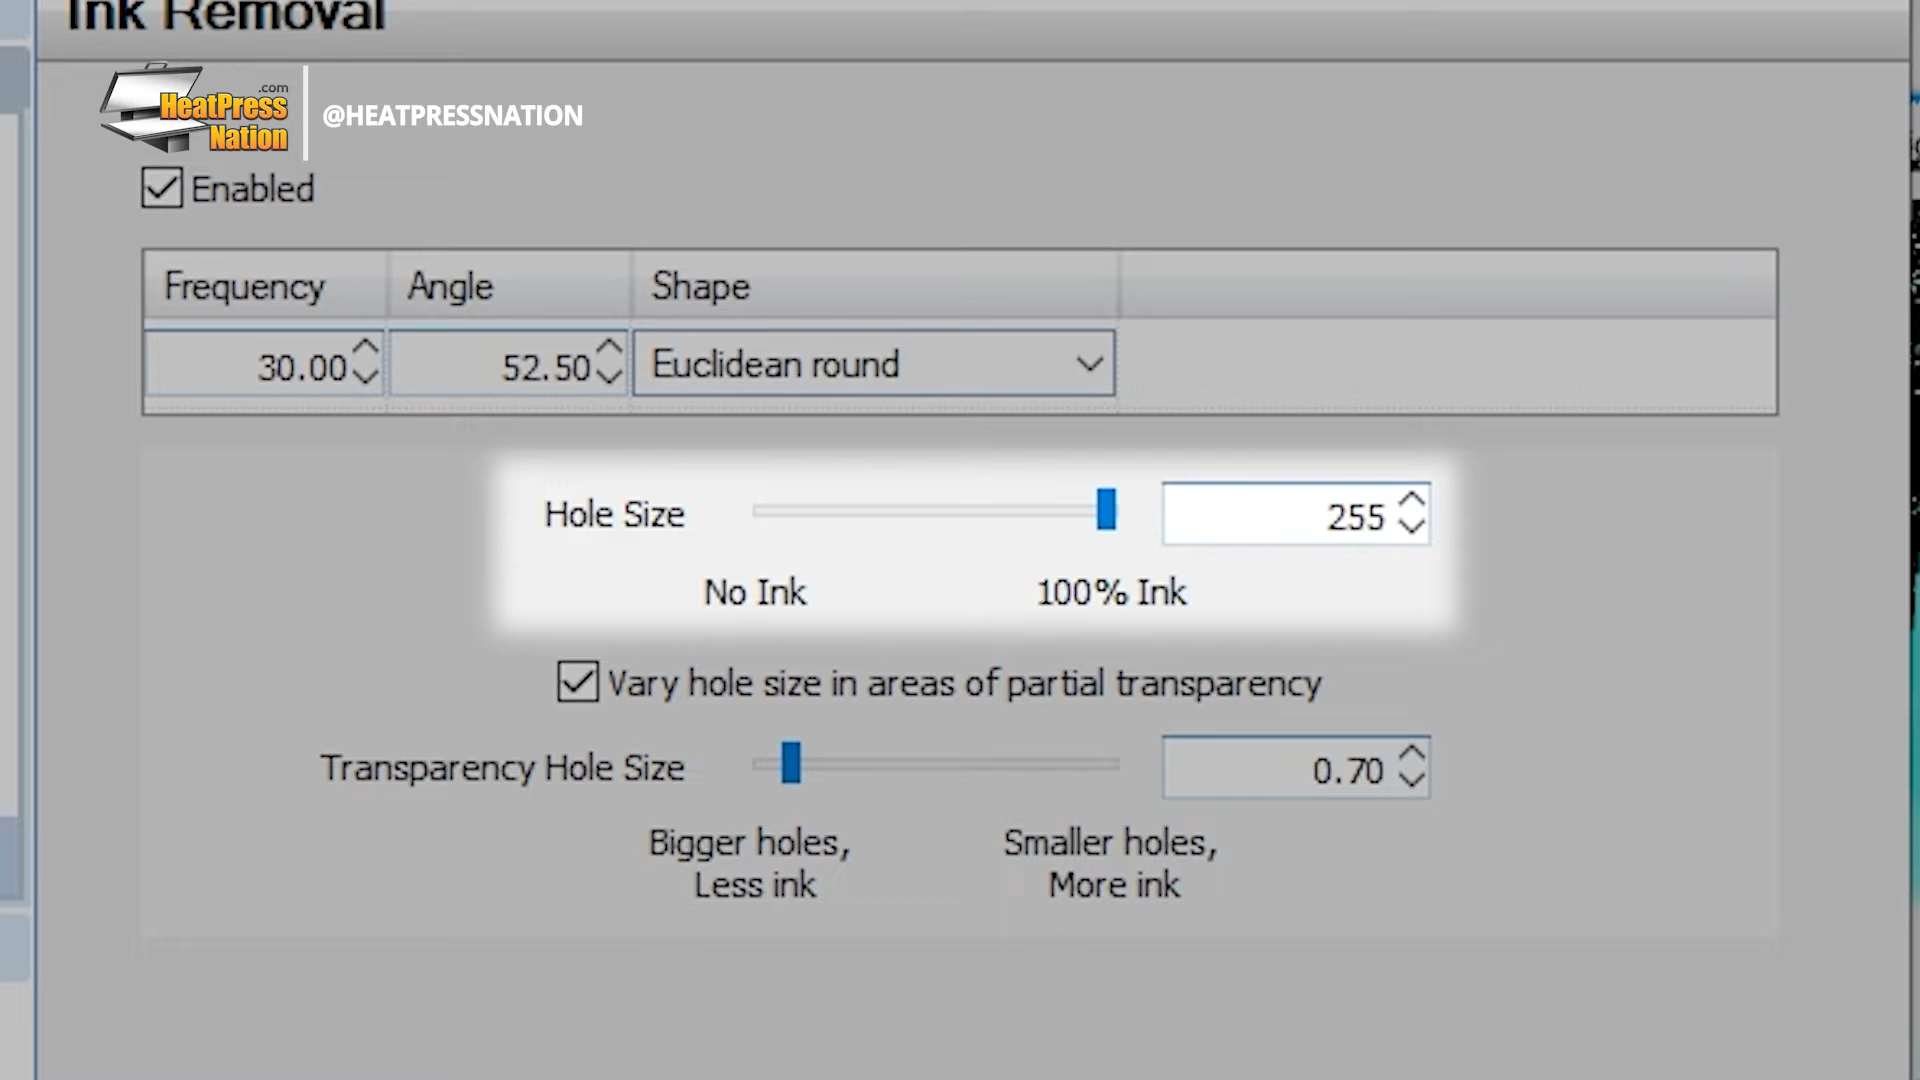 Ink Removal
.com
HeatPress
Nation
@HEATPRESSNATION
Enabled
Frequency Angle Shape
30.00 52.50 Euclidean round
Hole Size 255
No Ink 100% Ink
Vary hole size in areas of partial transparency
Transparency Hole Size 0.70
Bigger holes, Smaller holes,
Less ink More ink